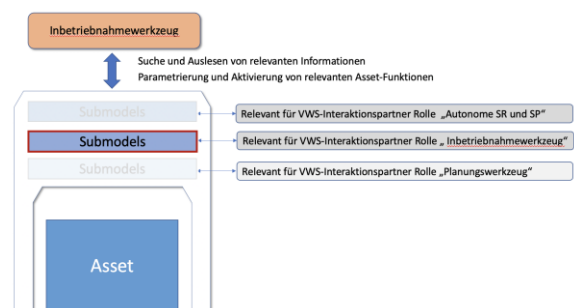 Inbetriebnahmewerkzeug
Suche und Auslesen von relevanten Informationen
Parametrierung und Aktivierung von relevanten Asset-Funktionen
Submodels
Relevant für VWS-Interaktionspartner Rolle „Autonome SR und SP“
Submodels
Relevant für VWS-Interaktionspartner Rolle „ Inbetriebnahmewerkzeug“
Submodels
Relevant für VWS-Interaktionspartner Rolle „Planungswerkzeug“
Asset